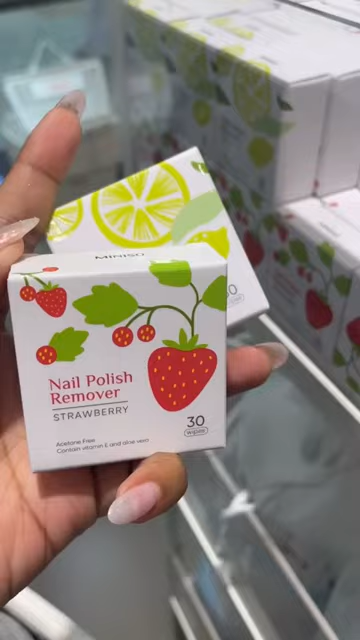 MINISO
Nail Polish
Remover
STRAWBERRY
Acetone Free
Contain vitamin E and aloe vera
30
wipes